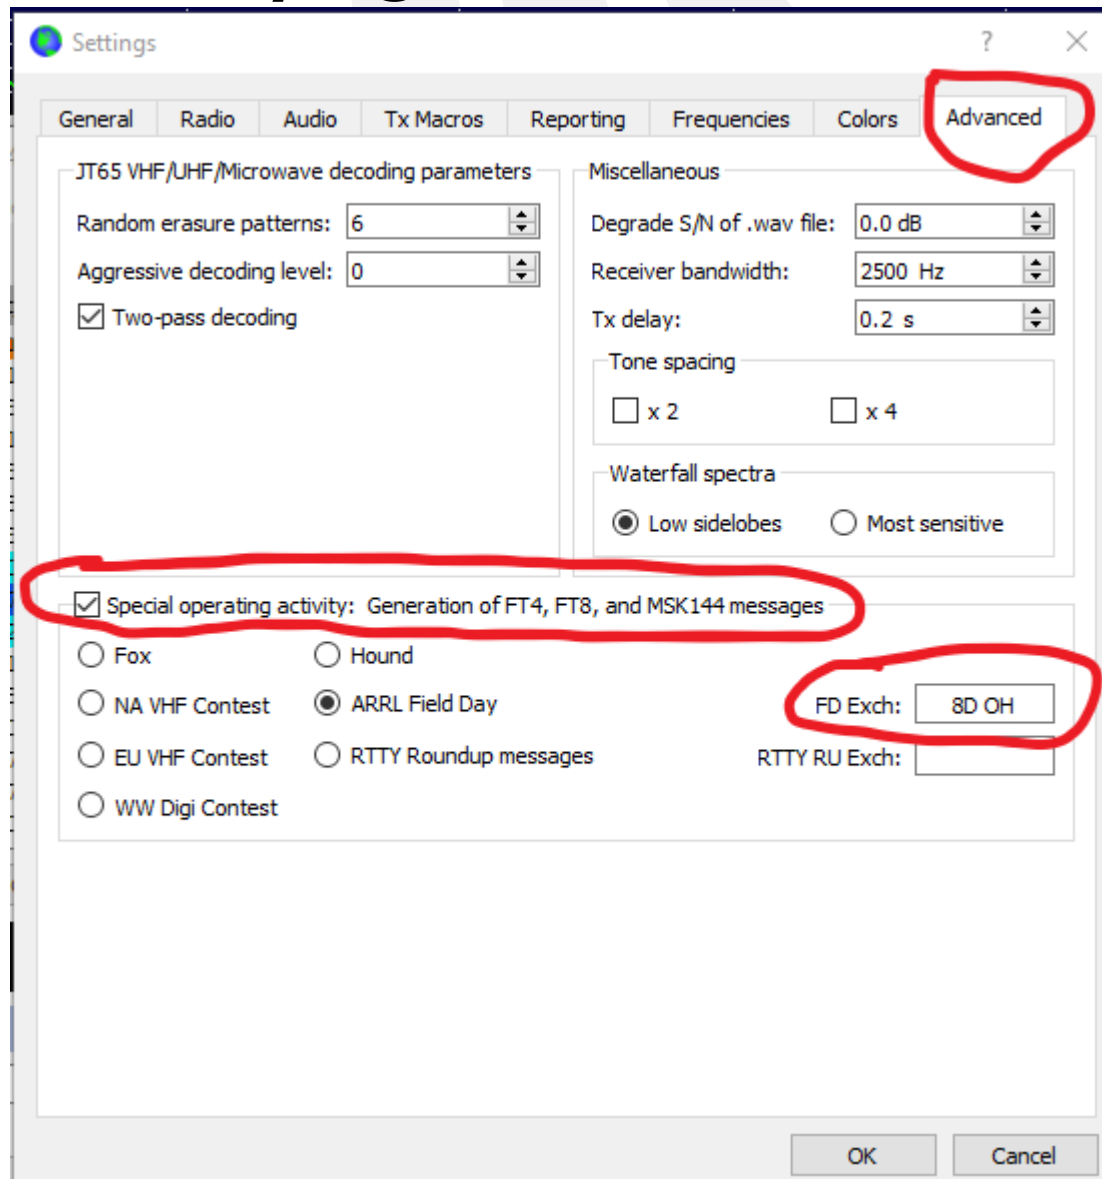 Settings
?
General Radio Audio Tx Macros Reporting Frequencies Colors Advanced
JT65 VHF/UHF/Microwave decoding parameters
Random erasure patterns: 6
Aggressive decoding level: 0
Two-pass decoding
Miscellaneous
Degrade S/N of .wav file: 0.0 dB
Receiver bandwidth: 2500 Hz
Tx delay: 0.2 s
Tone spacing
x 2 x 4
Waterfall spectra
Low sidelobes Most sensitive
Special operating activity: Generation of FT4, FT8, and MSK144 messages
Fox Hound
NA VHF Contest ARRL Field Day FD Exch: 8D OH
EU VHF Contest RTTY Roundup messages RTTY RU Exch:
WW Digi Contest
OK Cancel